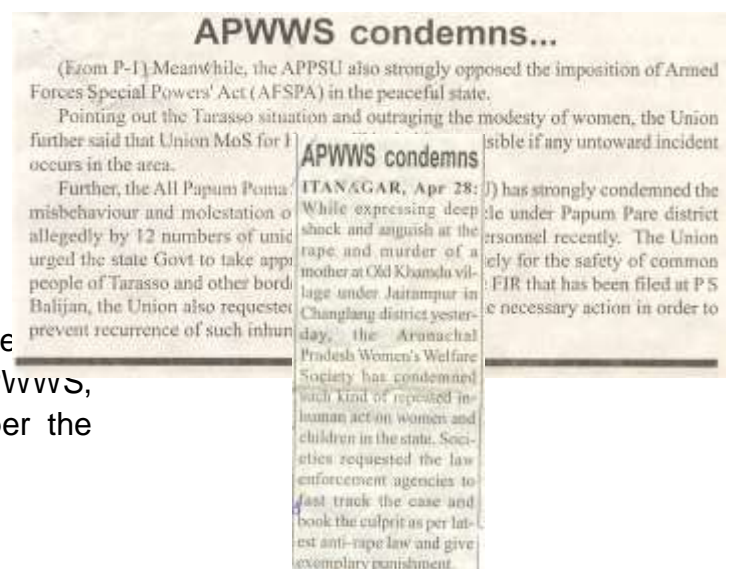 APWWS condemns...
(From P-1) Meanwhile, the APPSU also strongly opposed the imposition of Armed
Forces Special Powers' Act (AFSPA) in the peaceful state.
Pointing out the Tarasso situation and outraging the modesty of women, the Union
further said that Union MoS for sible if any untoward incident
occurs in the area.
Further, the All Papum Poma has strongly condemned the
misbehaviour and molestation o le under Papum Pare district
allegedly by 12 numbers of unid ersonnel recently. The Union
urged the state Govt to take appr ely for the safety of common
people of Tarasso and other bord FIR that has been filed at P S
Balijan, the Union also requested e necessary action in order to
prevent recurrence of such inhun
APWWS condemns
ITANAGAR, Apr 28:
While expressing deep
shock and anguish at the
rape and murder of a
mother at Old Khamdu vil-
lage under Jairampur in
Changlang district yester-
day, the Arunachal
Pradesh Women's Welfare
Society has condemned
such kind of repeated in-
human act on women and
children in the state. Soci-
eties requested the law
enforcement agencies to
fast track the case and
book the culprit as per lat-
est anti-rape law and give
exemplary punishment.
WWS,
er the